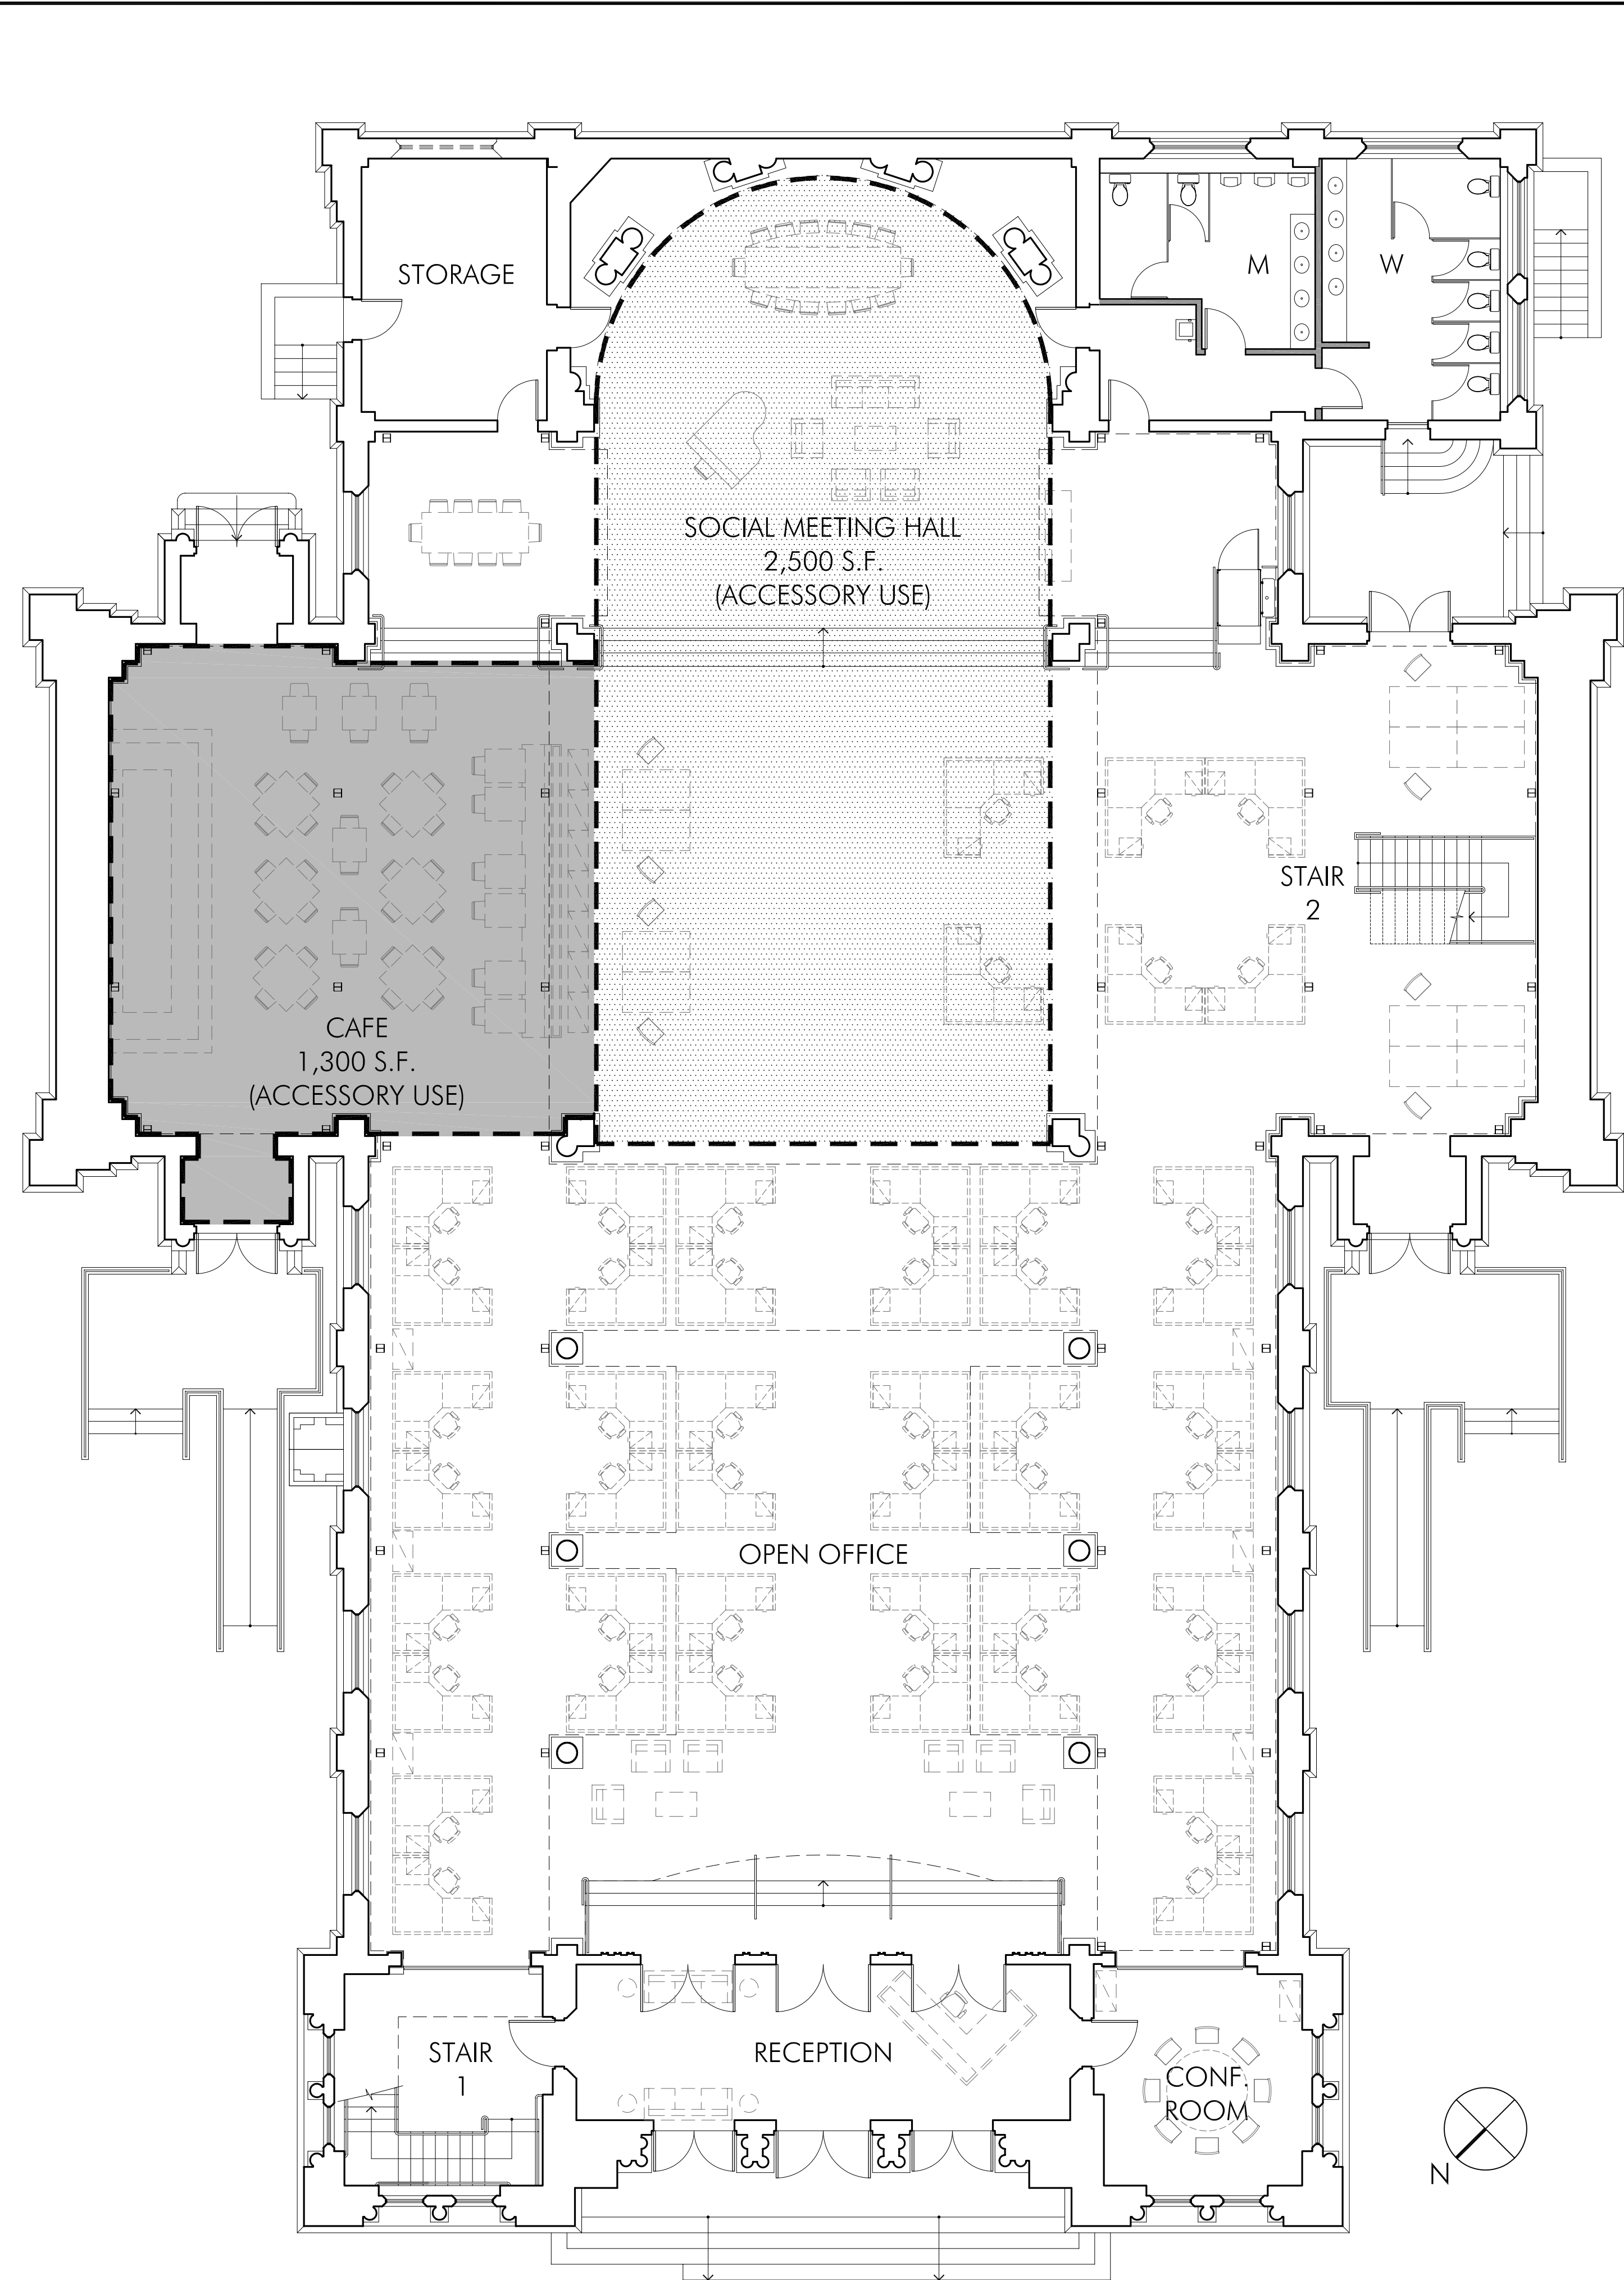 STORAGE
M
W
SOCIAL MEETING HALL
2,500 S.F.
(ACCESSORY USE)
STAIR
2
CAFE
1,300 S.F.
(ACCESSORY USE)
OPEN OFFICE
STAIR
1
RECEPTION
CONF.
ROOM
N